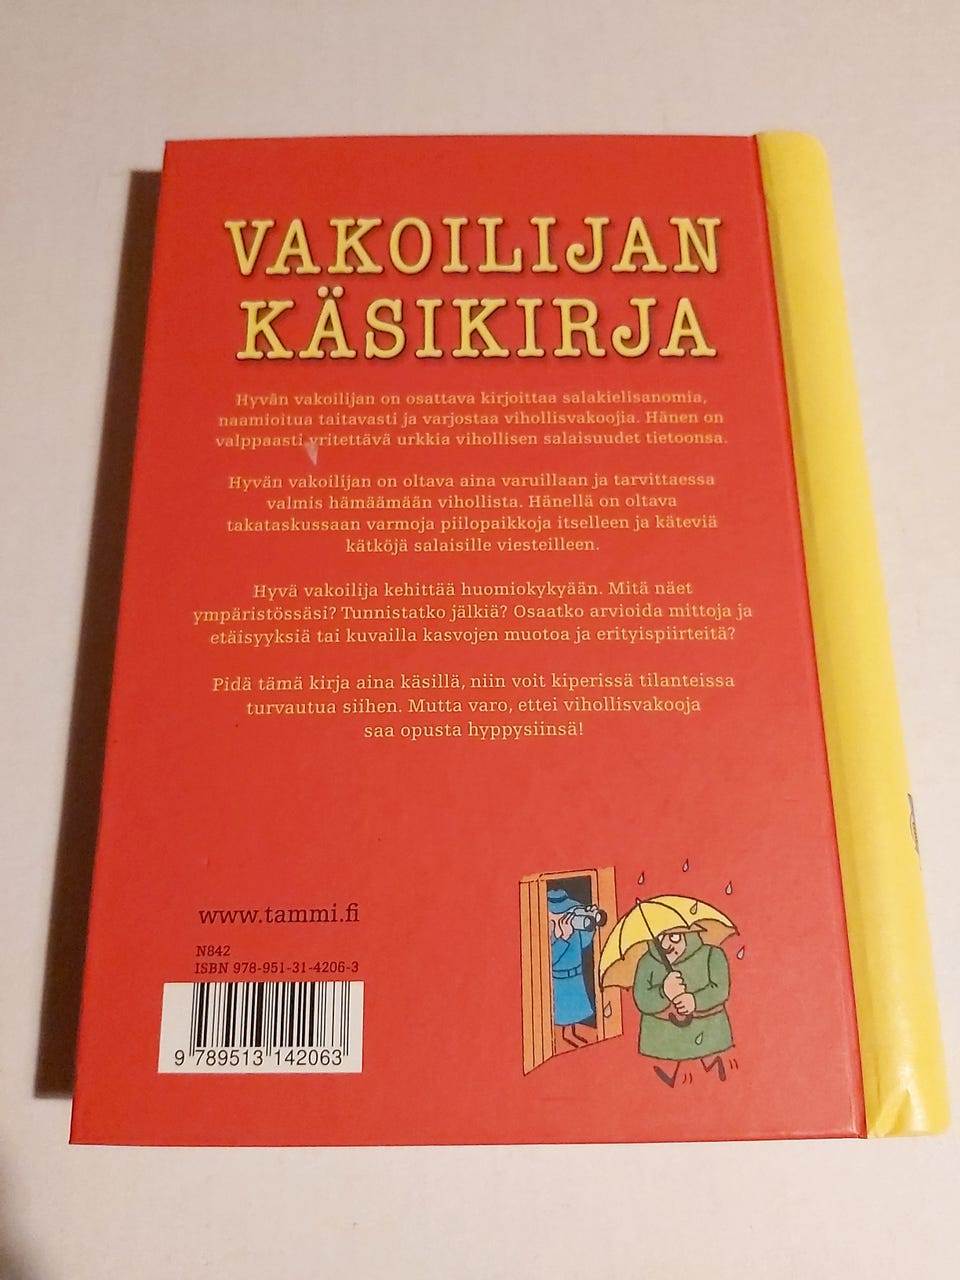 VAKOILIJAN
KÄSIKIRJA
Hyvän vakoilijan on osattava kirjoittaa salakielisanomia,
naamioitua taitavasti ja varjostaa vihollisvakoojia. Hänen on
valppaasti yritettävä urkkia vihollisen salaisuudet tietoonsa.
Hyvän vakoilijan on oltava aina varuillaan ja tarvittaessa
valmis hämäämään vihollista. Hänellä on oltava
takataskussaan varmoja piilopaikkoja itselleen ja käteviä
kätköjä salaisille viesteilleen.
Hyvä vakoilija kehittää huomiokykyään. Mitä näet
ympäristössäsi? Tunnistatko jälkiä? Osaatko arvioida mittoja ja
etäisyyksiä tai kuvailla kasvojen muotoa ja erityispiirteitä?
Pidä tämä kirja aina käsillä, niin voit kiperissä tilanteissa
turvautua siihen. Mutta varo, ettei vihollisvakooja
saa opusta hyppysiinsä!
www.tammi.fi
N842
ISBN 978-951-31-4206-3
9 789513 142063